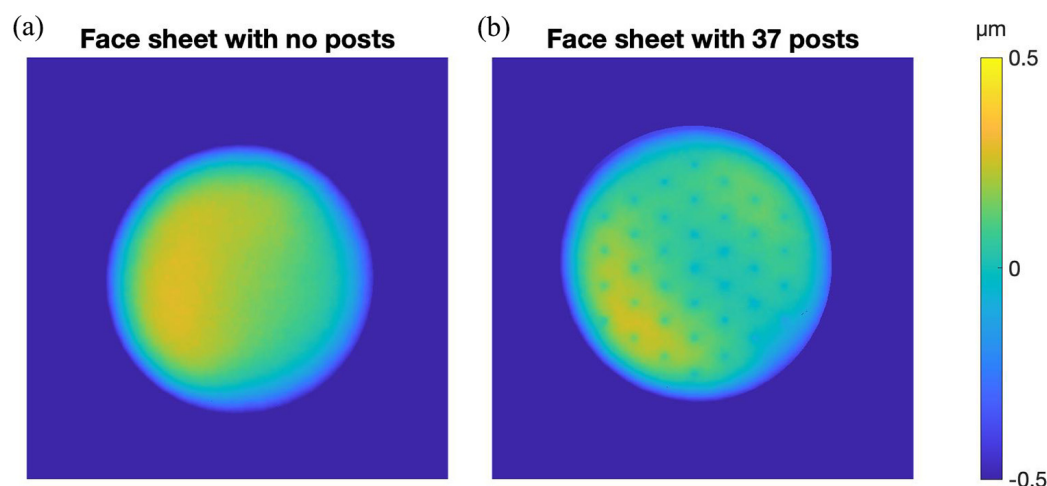 (a)
Face sheet with no posts
(b)
Face sheet with 37 posts
μm
0.5
0
-0.5